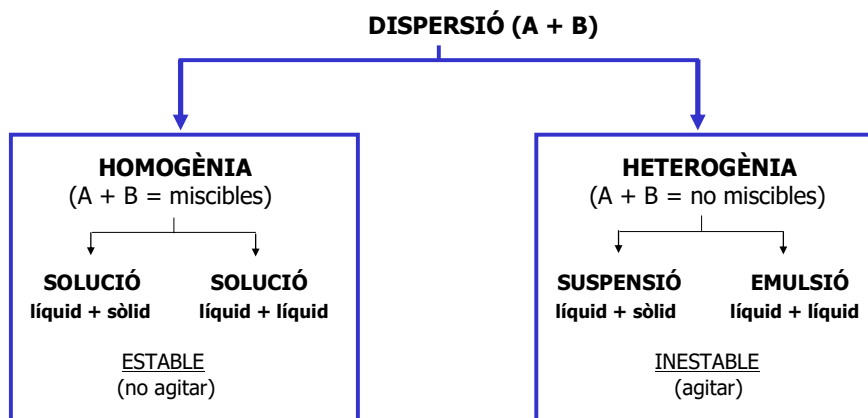 DISPERSIÓ (A + B)
HOMOGÈNIA
(A + B = miscibles)
SOLUCIÓ
líquid + sòlid
SOLUCIÓ
líquid + líquid
ESTABLE
(no agitar)
HETEROGÈNIA
(A + B = no miscibles)
SUSPENSIÓ
líquid + sòlid
EMULSIÓ
líquid + líquid
INESTABLE
(agitar)